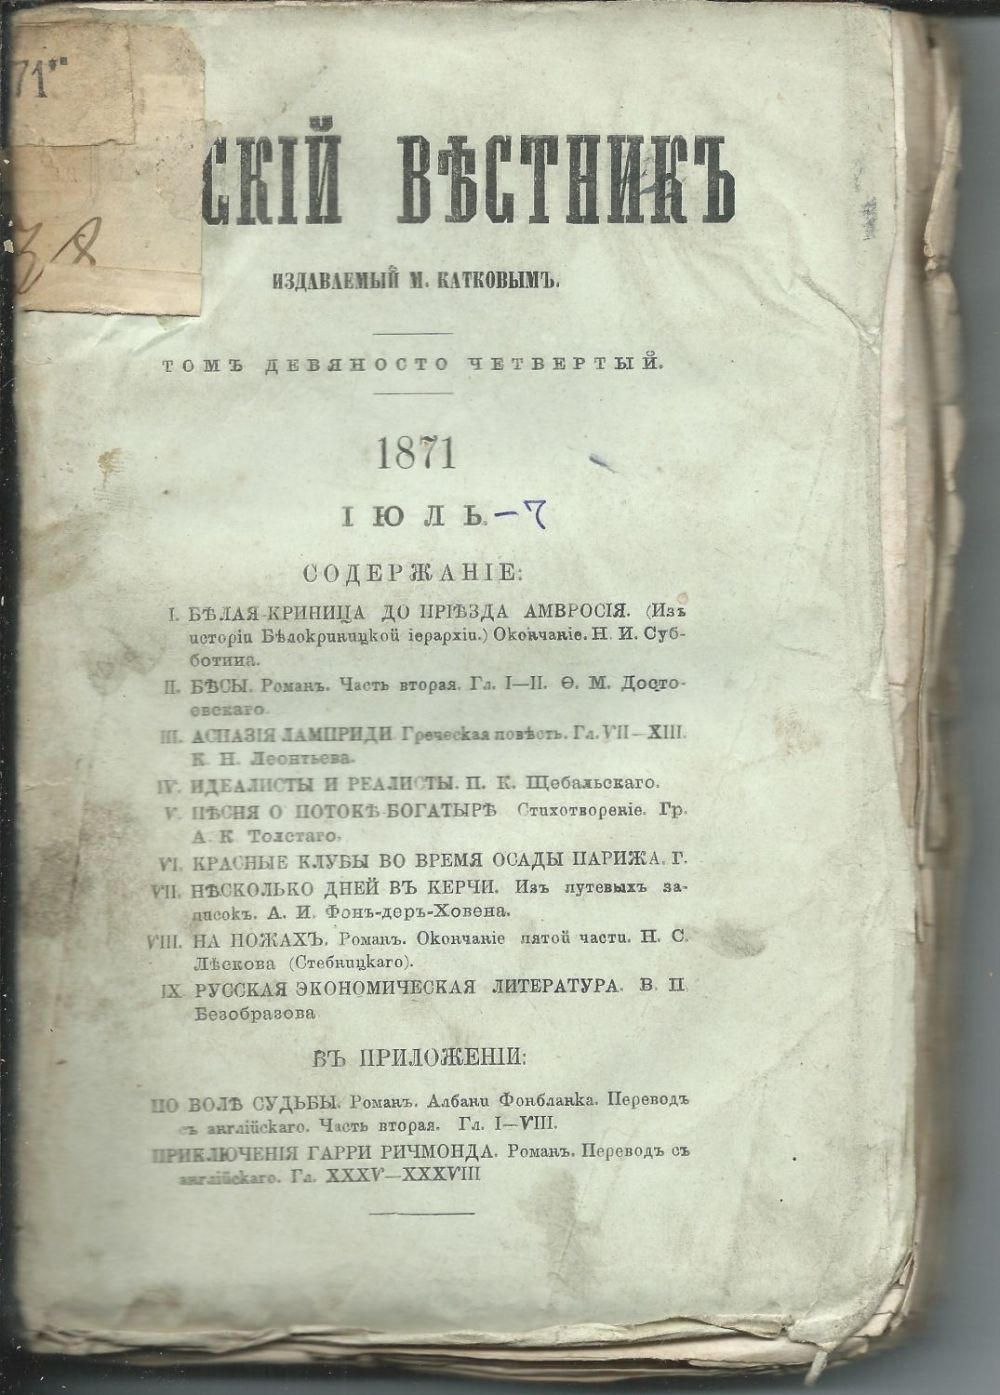 71"
СКІЙ ВѢСТНИКЪ
ИЗДАВАЕМЫЙ М. КАТКОВЫМЪ.
ТОМЪ ДЕВЯНОСТО ЧЕТВЕРТЫЙ.
1871
ІЮЛЬ. – 7
СОДЕРЖАНІЕ:
I. БѢЛАЯ-КРИНИЦА ДО ПРІѢЗДА АМВРОСІЯ. (Изъ
исторіи Бѣлокриницкой іерархіи.) Окончаніе. Н. И. Суб-
ботина.
II. БѢСЫ. Романъ. Часть вторая. Гл. I—II. Ѳ. М. Досто-
евскаго.
III. АСПАЗІЯ ЛАМПРИДИ. Греческая повѣсть. Гл. VII—XIII.
К. Н. Леонтьева.
IV. ИДЕАЛИСТЫ И РЕАЛИСТЫ. П. К. Щебальскаго.
V. ПѢСНЯ О ПОТОКѢ-БОГАТЫРѢ. Стихотвореніе. Гр.
А. К. Толстаго.
VI. КРАСНЫЕ КЛУБЫ ВО ВРЕМЯ ОСАДЫ ПАРИЖА. Г.
VII. НѢСКОЛЬКО ДНЕЙ ВЪ КЕРЧИ. Изъ путевыхъ за-
писокъ. А. И. Фонъ-деръ-Ховена.
VIII. НА НОЖАХЪ. Романъ. Окончаніе пятой части. Н. С.
Лѣскова (Стебницкаго).
IX. РУССКАЯ ЭКОНОМИЧЕСКАЯ ЛИТЕРАТУРА. В. П.
Безобразова
ВЪ ПРИЛОЖЕНІИ:
ПО ВОЛѢ СУДЬБЫ. Романъ. Албани Фонбланка. Переводъ
съ англійскаго. Часть вторая. Гл. I—VIII.
ПРИКЛЮЧЕНІЯ ГАРРИ РИЧМОНДА. Романъ. Переводъ съ
англійскаго. Гл. XXXV—XXXVIII